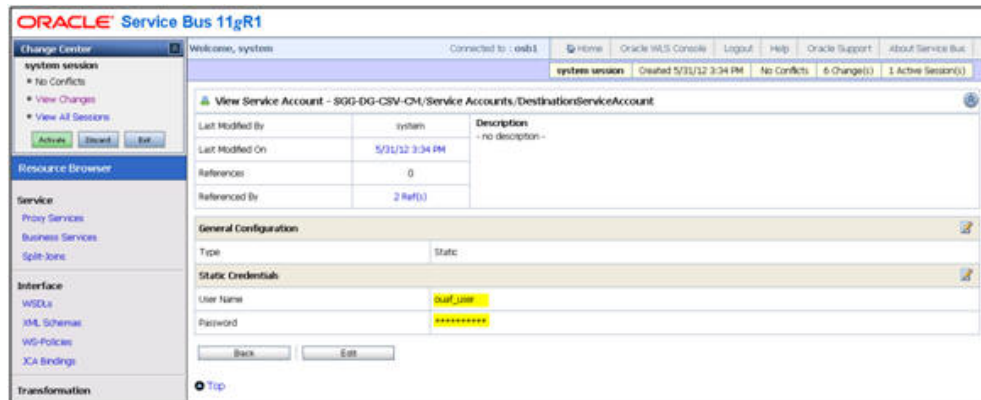 ORACLE Service Bus 11gR1
Change Center
Welcome, system
Connected to : osb1
Home Oracle WLS Console Logout Help Oracle Support About Service Bus
system session Created 5/31/12 3:34 PM No Conflicts 6 Change(s) 1 Active Session(s)
system session
No Conflicts
View Changes
View All Sessions
Activate Discard Exit
View Service Account - SGG-DG-CSV-CM/Service Accounts/DestinationServiceAccount
Last Modified By system
Last Modified On 5/31/12 3:34 PM
References 0
Referenced By 2 Ref(s)
Description
- no description -
Resource Browser
Service
Proxy Services
Business Services
Split-Joins
Interface
WSDLs
XML Schemas
WS-Policies
JCA Bindings
Transformation
General Configuration
Type Static
Static Credentials
User Name ouaf_user
Password **********
Back Edit
Top